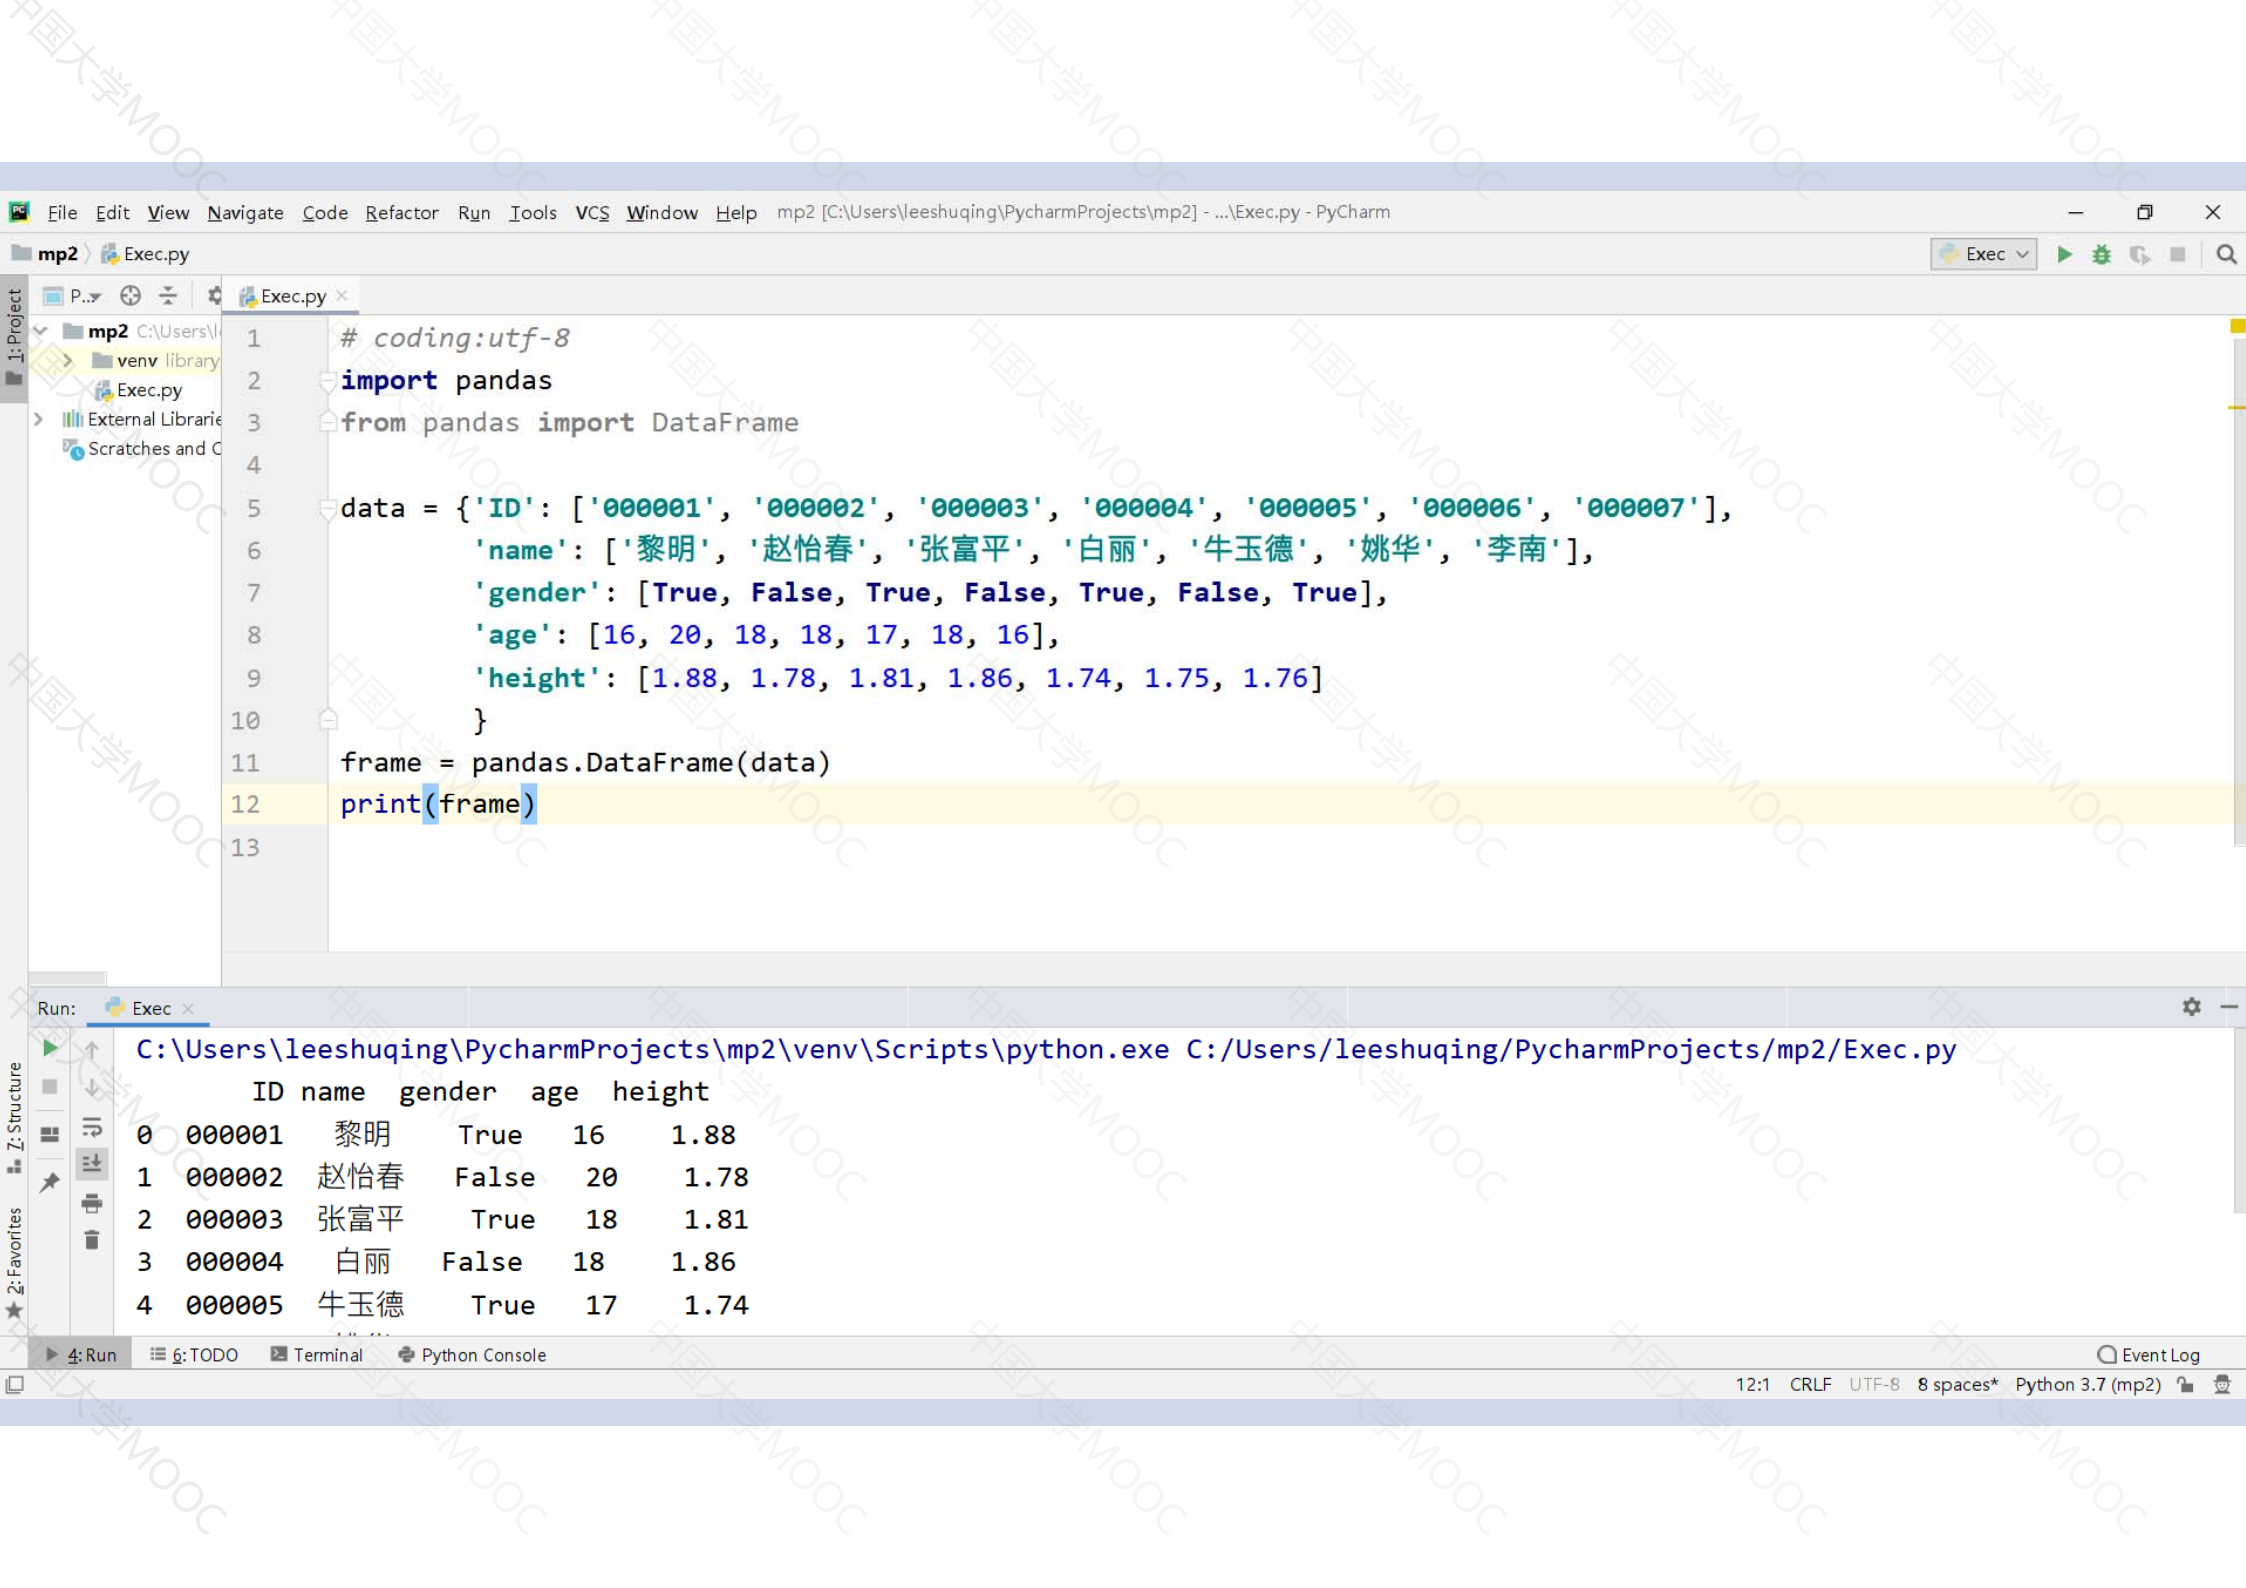 File Edit View Navigate Code Refactor Run Tools VCS Window Help mp2 [C:\Users\leeshuqing\PycharmProjects\mp2] - ...\Exec.py - PyCharm
mp2 Exec.py Exec
1: Project P.. Exec.py
mp2 C:\Users\l
venv library
Exec.py
External Librarie
Scratches and C
1 # coding:utf-8
2 import pandas
3 from pandas import DataFrame
4
5 data = {'ID': ['000001', '000002', '000003', '000004', '000005', '000006', '000007'],
6 'name': ['黎明', '赵怡春', '张富平', '白丽', '牛玉德', '姚华', '李南'],
7 'gender': [True, False, True, False, True, False, True],
8 'age': [16, 20, 18, 18, 17, 18, 16],
9 'height': [1.88, 1.78, 1.81, 1.86, 1.74, 1.75, 1.76]
10 }
11 frame = pandas.DataFrame(data)
12 print(frame)
13
Run: Exec
C:\Users\leeshuqing\PycharmProjects\mp2\venv\Scripts\python.exe C:/Users/leeshuqing/PycharmProjects/mp2/Exec.py
ID name gender age height
0 000001 黎明 True 16 1.88
1 000002 赵怡春 False 20 1.78
2 000003 张富平 True 18 1.81
3 000004 白丽 False 18 1.86
4 000005 牛玉德 True 17 1.74
Z: Structure
2: Favorites
4: Run 6: TODO Terminal Python Console Event Log
12:1 CRLF UTF-8 8 spaces* Python 3.7 (mp2)
中国大学MOOC